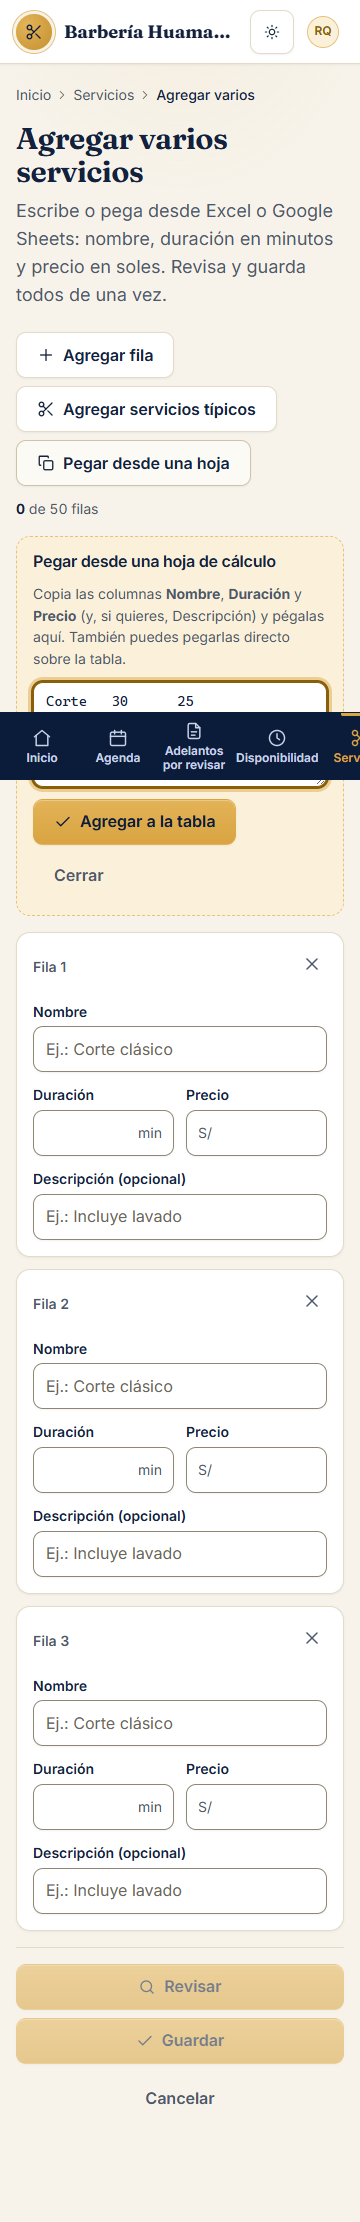 Barbería Huama...
RQ
Inicio > Servicios > Agregar varios
Agregar varios
servicios
Escribe o pega desde Excel o Google
Sheets: nombre, duración en minutos
y precio en soles. Revisa y guarda
todos de una vez.
Agregar fila
Agregar servicios típicos
Pegar desde una hoja
0 de 50 filas
Pegar desde una hoja de cálculo
Copia las columnas Nombre, Duración y
Precio (y, si quieres, Descripción) y pégalas
aquí. También puedes pegarlas directo
sobre la tabla.
Corte 30 25
Inicio
Agenda
Adelantos
por revisar
Disponibilidad
Serv
Agregar a la tabla
Cerrar
Fila 1
Nombre
Ej.: Corte clásico
Duración Precio
min S/
Descripción (opcional)
Ej.: Incluye lavado
Fila 2
Nombre
Ej.: Corte clásico
Duración Precio
min S/
Descripción (opcional)
Ej.: Incluye lavado
Fila 3
Nombre
Ej.: Corte clásico
Duración Precio
min S/
Descripción (opcional)
Ej.: Incluye lavado
Revisar
Guardar
Cancelar